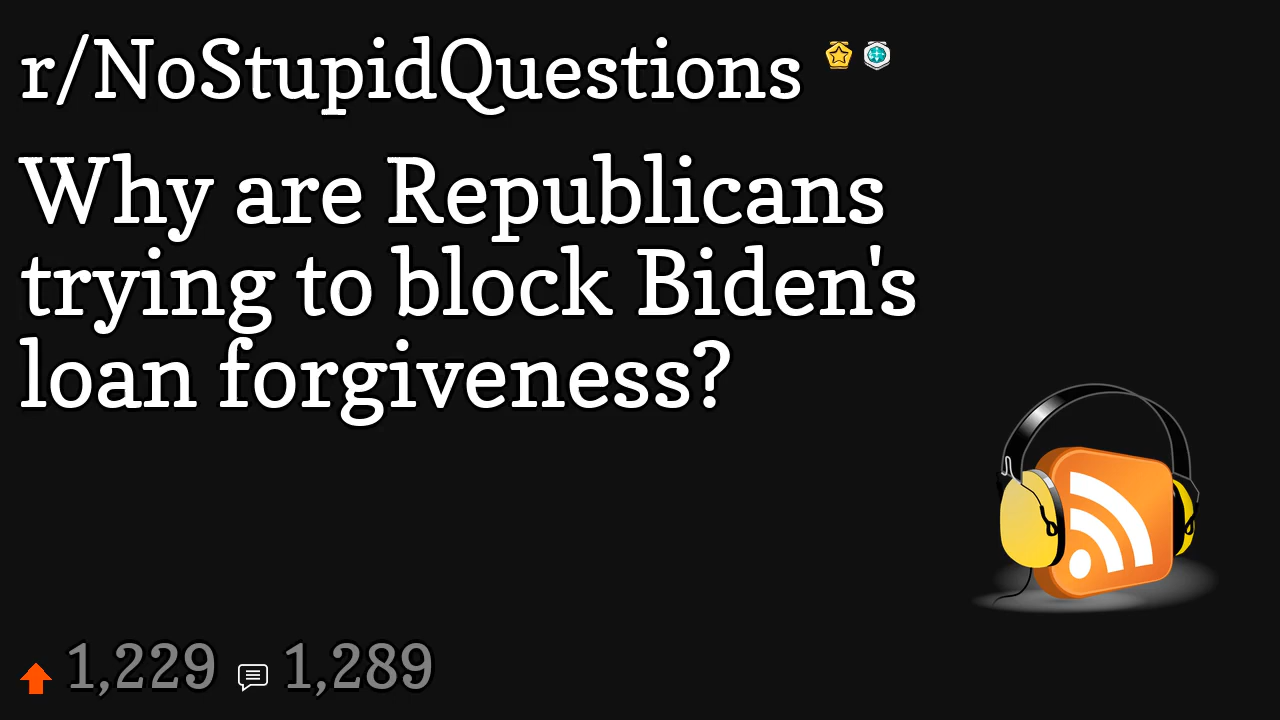 r/NoStupidQuestions
Why are Republicans
trying to block Biden's
loan forgiveness?
1,229 1,289